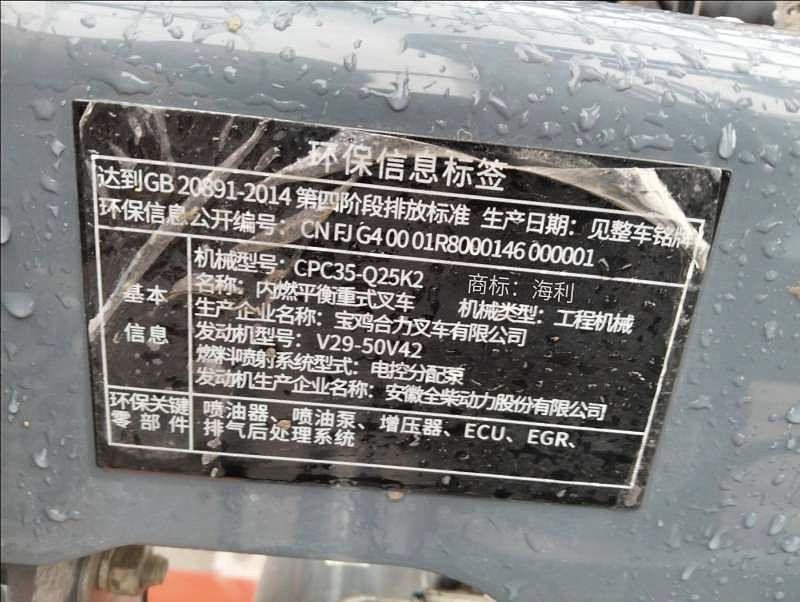 环保信息标签
达到GB 20891-2014 第四阶段排放标准 生产日期：见整车铭牌
环保信息公开编号：CN FJ G4 00 01R8000146 000001
基本信息
机械型号：CPC35-Q25K2 商标：海利
名称：内燃平衡重式叉车 机械类型：工程机械
生产企业名称：宝鸡合力叉车有限公司
发动机型号：V29-50V42
燃料喷射系统型式：电控分配泵
发动机生产企业名称：安徽全柴动力股份有限公司
环保关键零部件
喷油器、喷油泵、增压器、ECU、EGR、
排气后处理系统